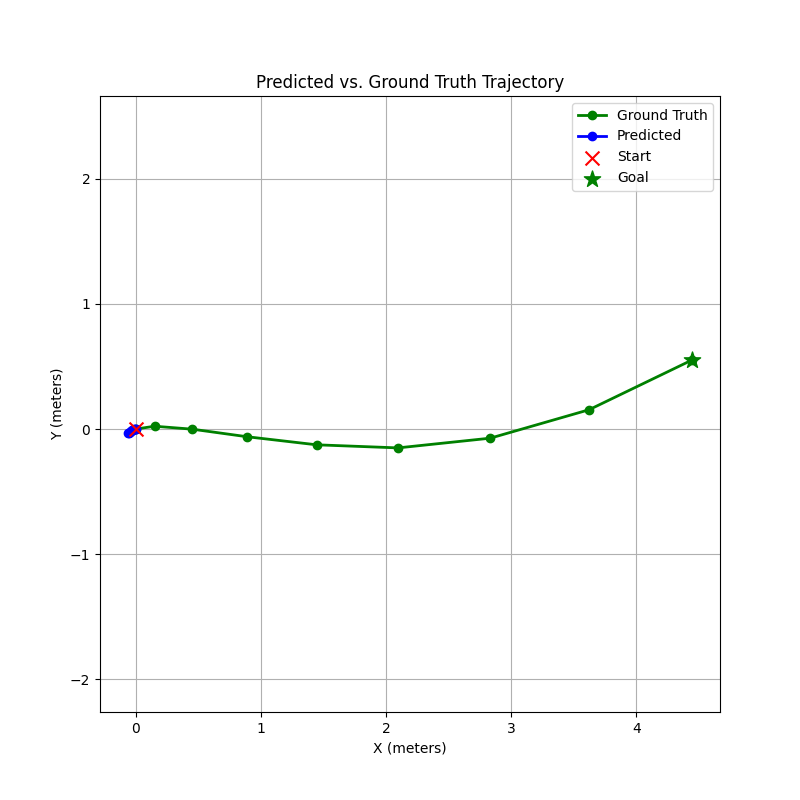 Predicted vs. Ground Truth Trajectory
Ground Truth
Predicted
Start
Goal
Y (meters)
2
1
0
−1
−2
0 1 2 3 4
X (meters)